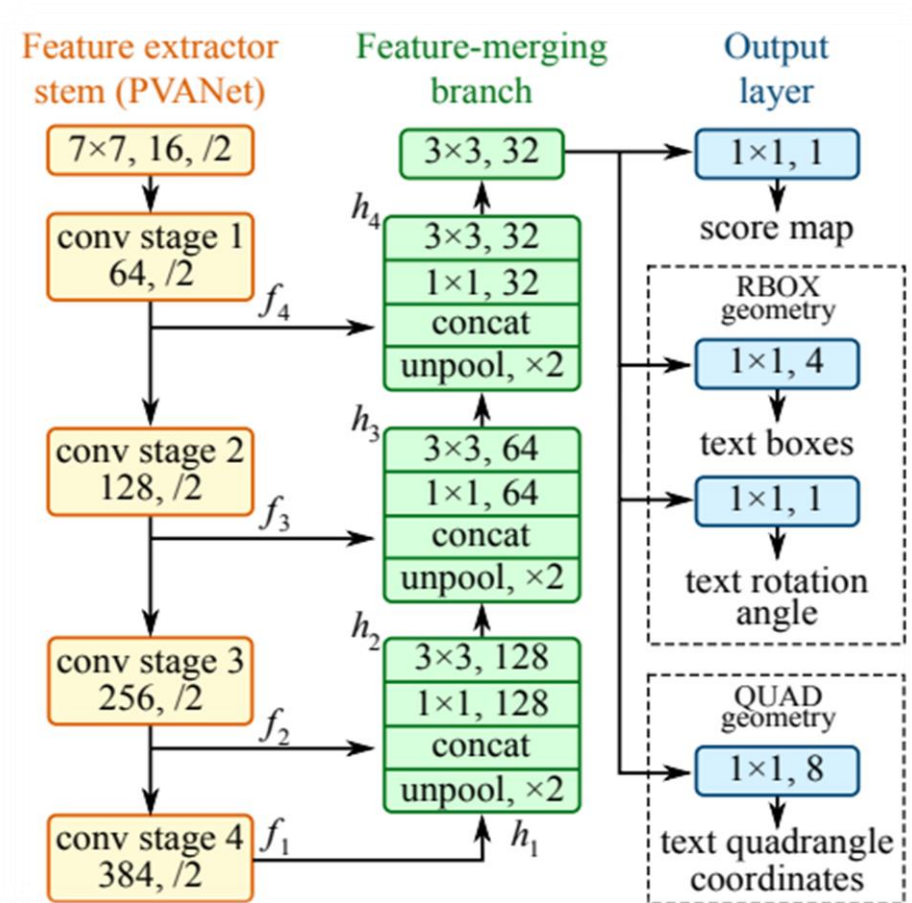 Feature extractor
stem (PVANet)
7×7, 16, /2
conv stage 1
64, /2
f4
conv stage 2
128, /2
f3
conv stage 3
256, /2
f2
conv stage 4
384, /2
f1
Feature-merging
branch
3×3, 32
h4
3×3, 32
1×1, 32
concat
unpool, ×2
h3
3×3, 64
1×1, 64
concat
unpool, ×2
h2
3×3, 128
1×1, 128
concat
unpool, ×2
h1
Output
layer
1×1, 1
score map
RBOX
geometry
1×1, 4
text boxes
1×1, 1
text rotation
angle
QUAD
geometry
1×1, 8
text quadrangle
coordinates